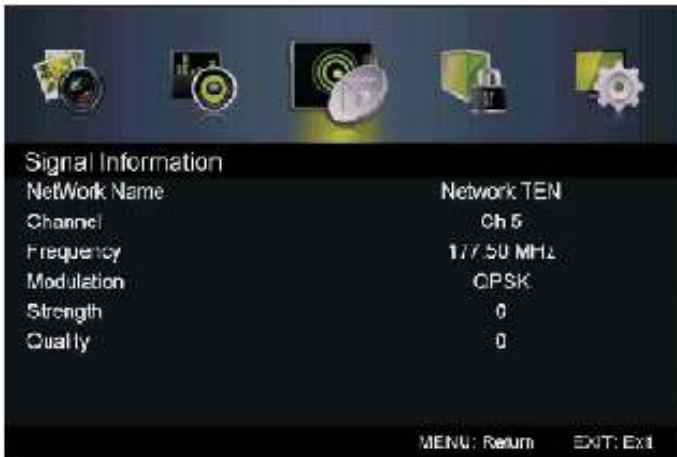 Signal Information
NetWork Name Network TEN
Channel Ch 5
Frequency 177.50 MHz
Modulation QPSK
Strength 0
Quality 0
MENU: Return EXIT: Exit